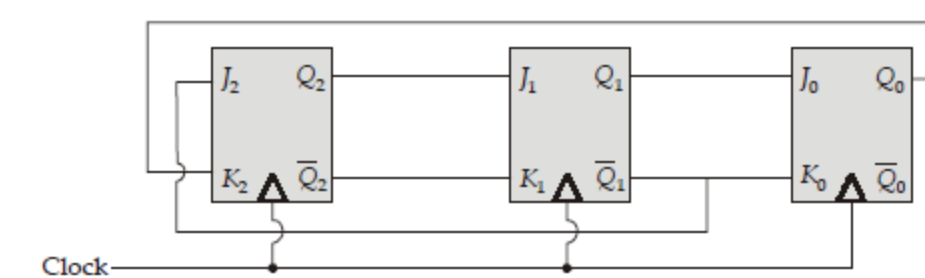 J₂ Q₂ J₁ Q₁ J₀ Q₀
K₂ Q̅₂ K₁ Q̅₁ K₀ Q̅₀
Clock